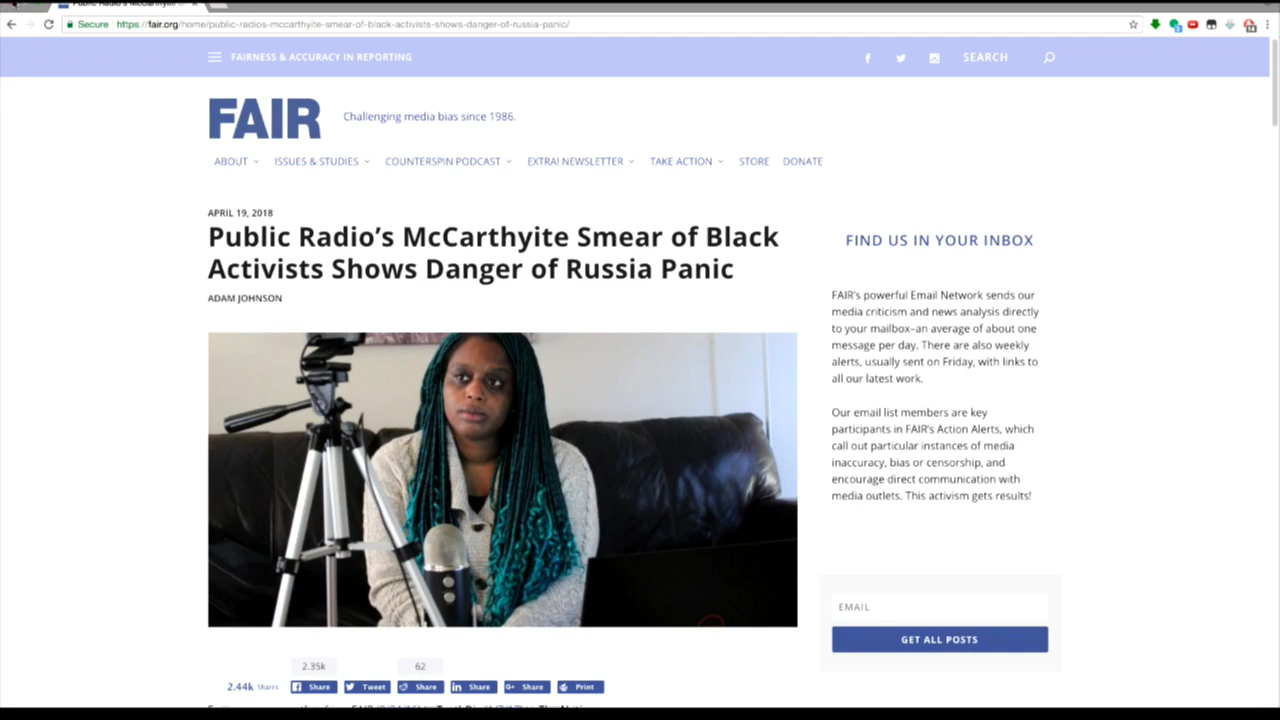 Public Radio's McCarthyite Smear of
Secure https://fair.org/home/public-radios-mccarthyite-smear-of-black-activists-shows-danger-of-russia-panic/
FAIRNESS & ACCURACY IN REPORTING
SEARCH
FAIR
Challenging media bias since 1986.
ABOUT ISSUES & STUDIES COUNTERSPIN PODCAST EXTRA! NEWSLETTER TAKE ACTION STORE DONATE
APRIL 19, 2018
Public Radio's McCarthyite Smear of Black
Activists Shows Danger of Russia Panic
ADAM JOHNSON
FIND US IN YOUR INBOX
FAIR's powerful Email Network sends our
media criticism and news analysis directly
to your mailbox–an average of about one
message per day. There are also weekly
alerts, usually sent on Friday, with links to
all our latest work.
Our email list members are key
participants in FAIR's Action Alerts, which
call out particular instances of media
inaccuracy, bias or censorship, and
encourage direct communication with
media outlets. This activism gets results!
EMAIL
GET ALL POSTS
2.35k 62
2.44k Shares Share Tweet Share Share G+ Share Print